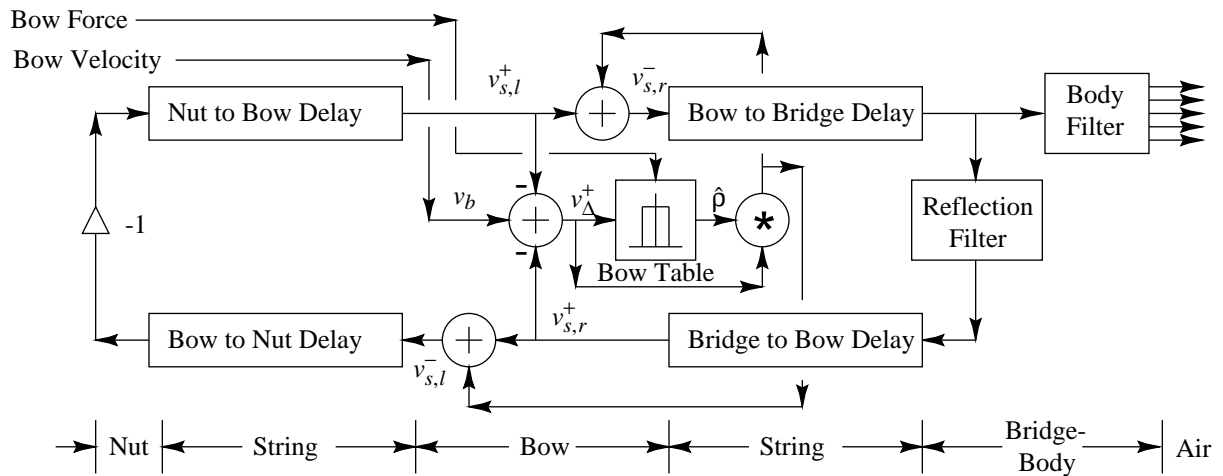 Bow Force
Bow Velocity
v⁺s,l
v⁻s,r
Nut to Bow Delay
+
Bow to Bridge Delay
Body
Filter
-
v_b
+
v⁺Δ
ρ̂
*
Reflection
Filter
-1
-
Bow Table
v⁺s,r
Bow to Nut Delay
+
Bridge to Bow Delay
v⁻s,l
Nut
String
Bow
String
Bridge-
Body
Air